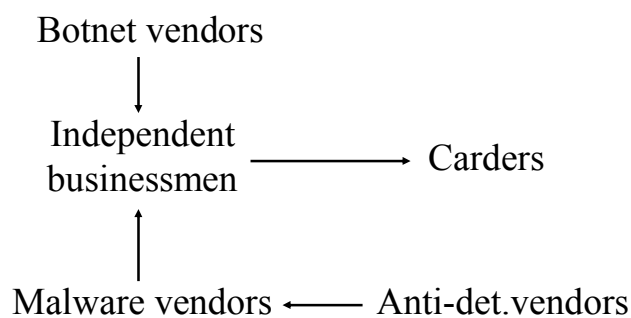 Botnet vendors
Independent
businessmen
Carders
Malware vendors
Anti-det.vendors